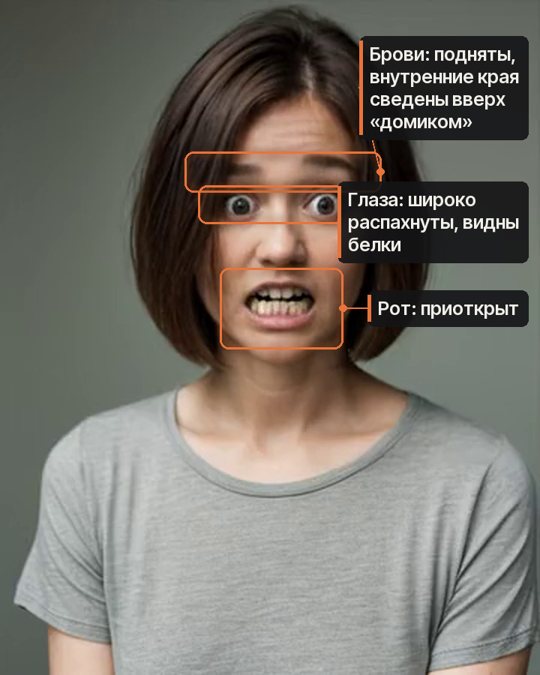 Брови: подняты,
внутренние края
сведены вверх
«домиком»
Глаза: широко
распахнуты, видны
белки
Рот: приоткрыт